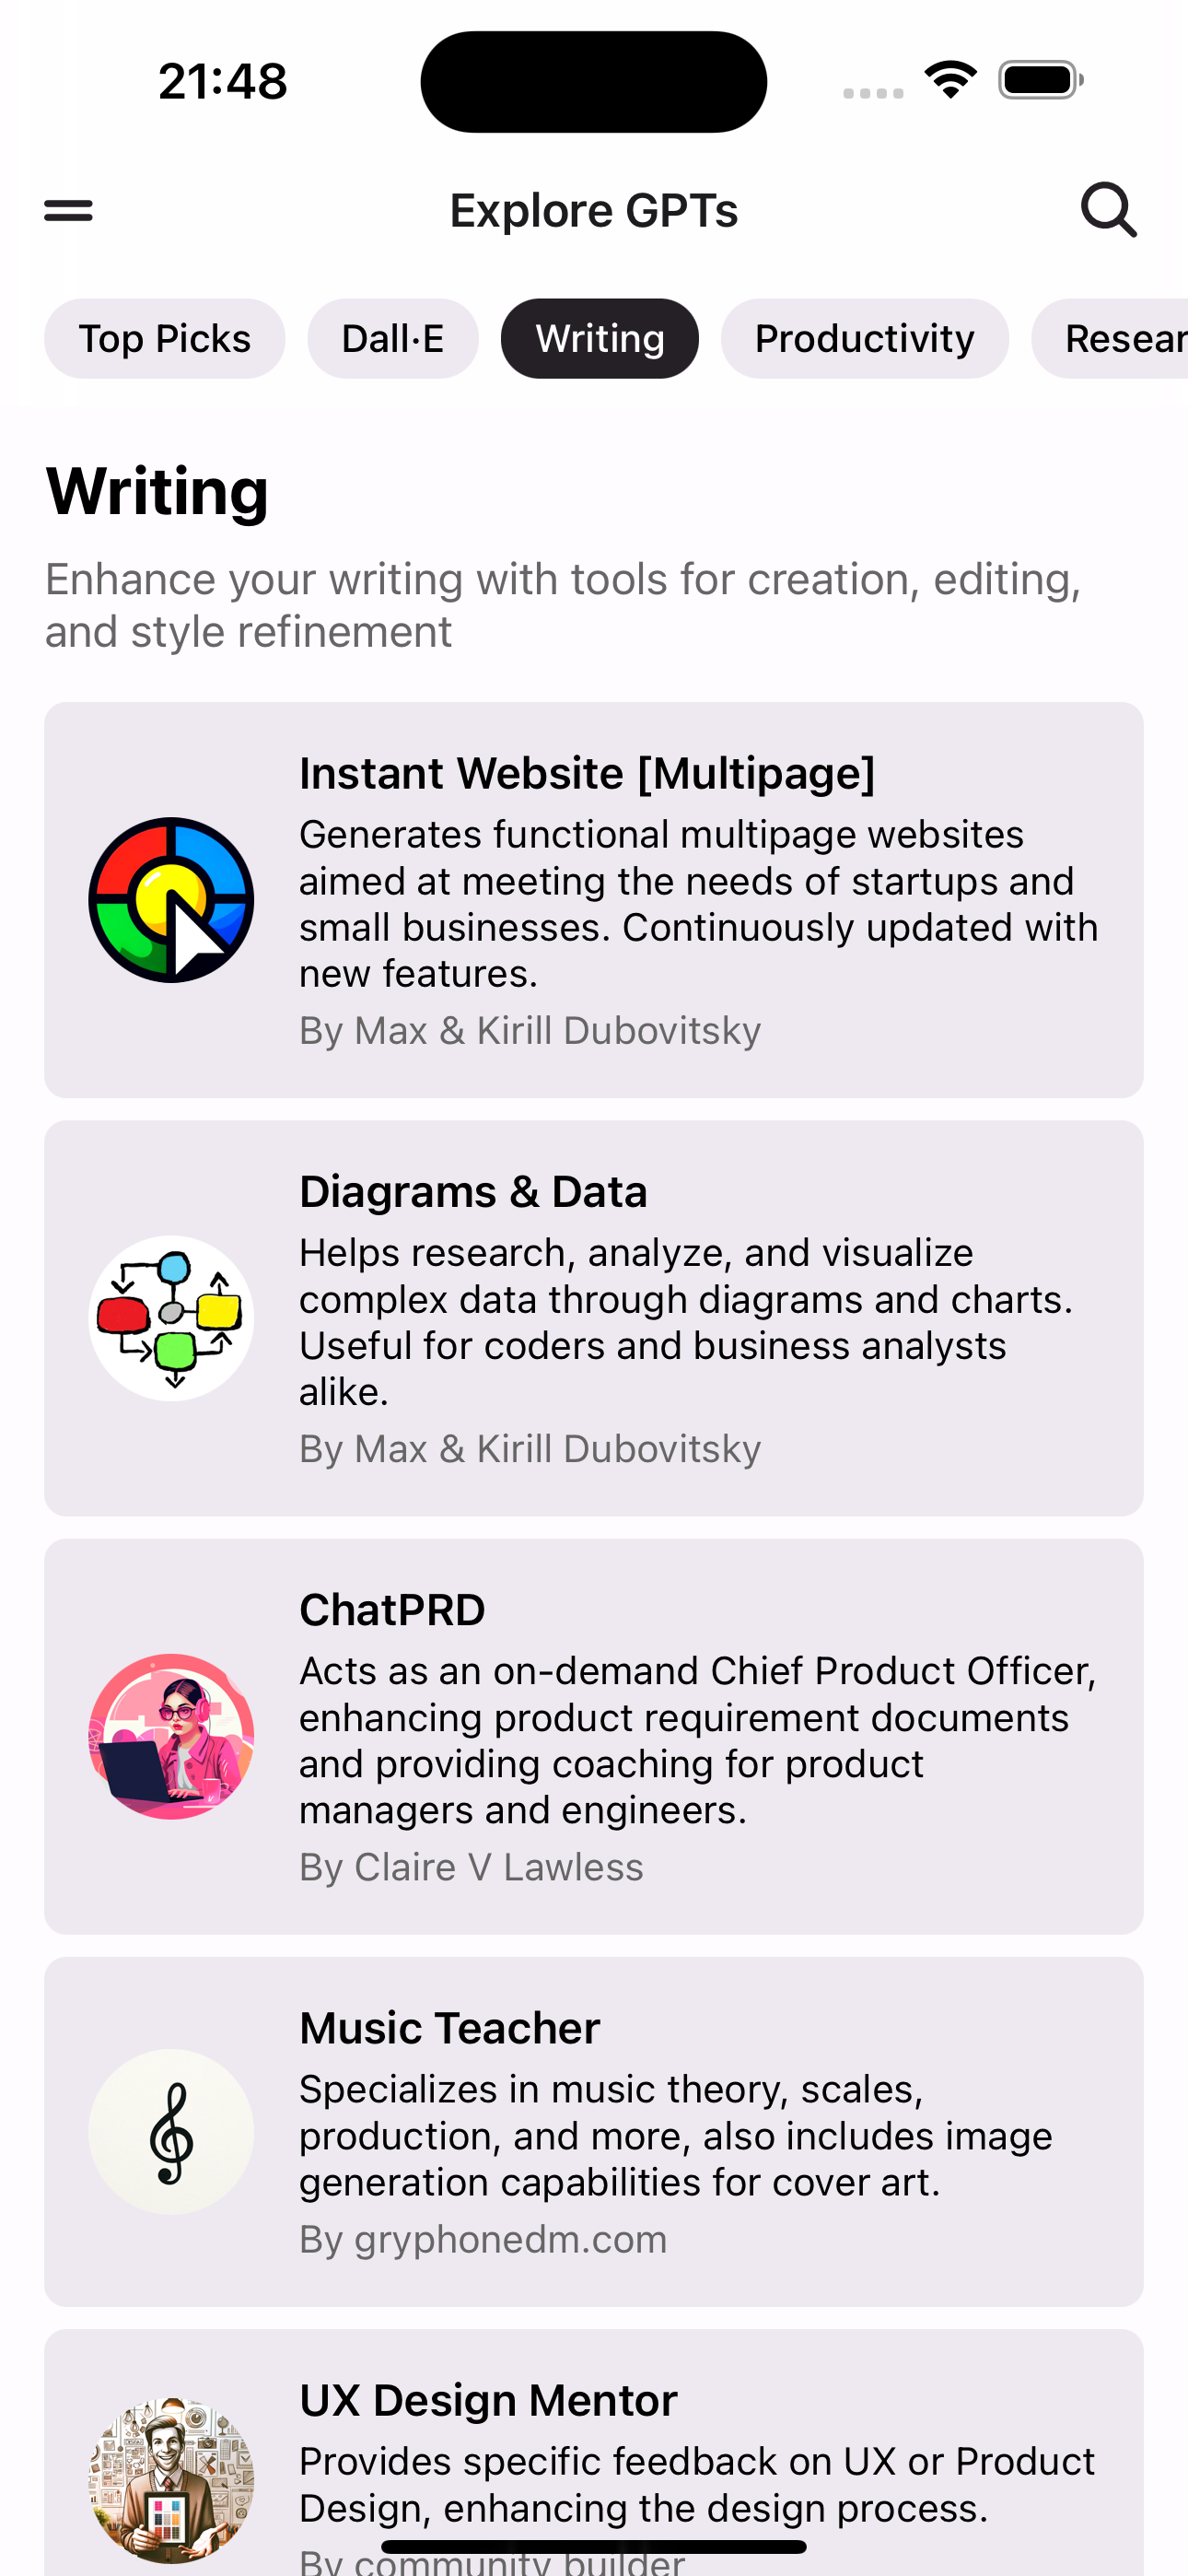 21:48
Explore GPTs
Top Picks
Dall·E
Writing
Productivity
Resear
Writing
Enhance your writing with tools for creation, editing,
and style refinement
Instant Website [Multipage]
Generates functional multipage websites
aimed at meeting the needs of startups and
small businesses. Continuously updated with
new features.
By Max & Kirill Dubovitsky
Diagrams & Data
Helps research, analyze, and visualize
complex data through diagrams and charts.
Useful for coders and business analysts
alike.
By Max & Kirill Dubovitsky
ChatPRD
Acts as an on-demand Chief Product Officer,
enhancing product requirement documents
and providing coaching for product
managers and engineers.
By Claire V Lawless
Music Teacher
Specializes in music theory, scales,
production, and more, also includes image
generation capabilities for cover art.
By gryphonedm.com
UX Design Mentor
Provides specific feedback on UX or Product
Design, enhancing the design process.
By community builder